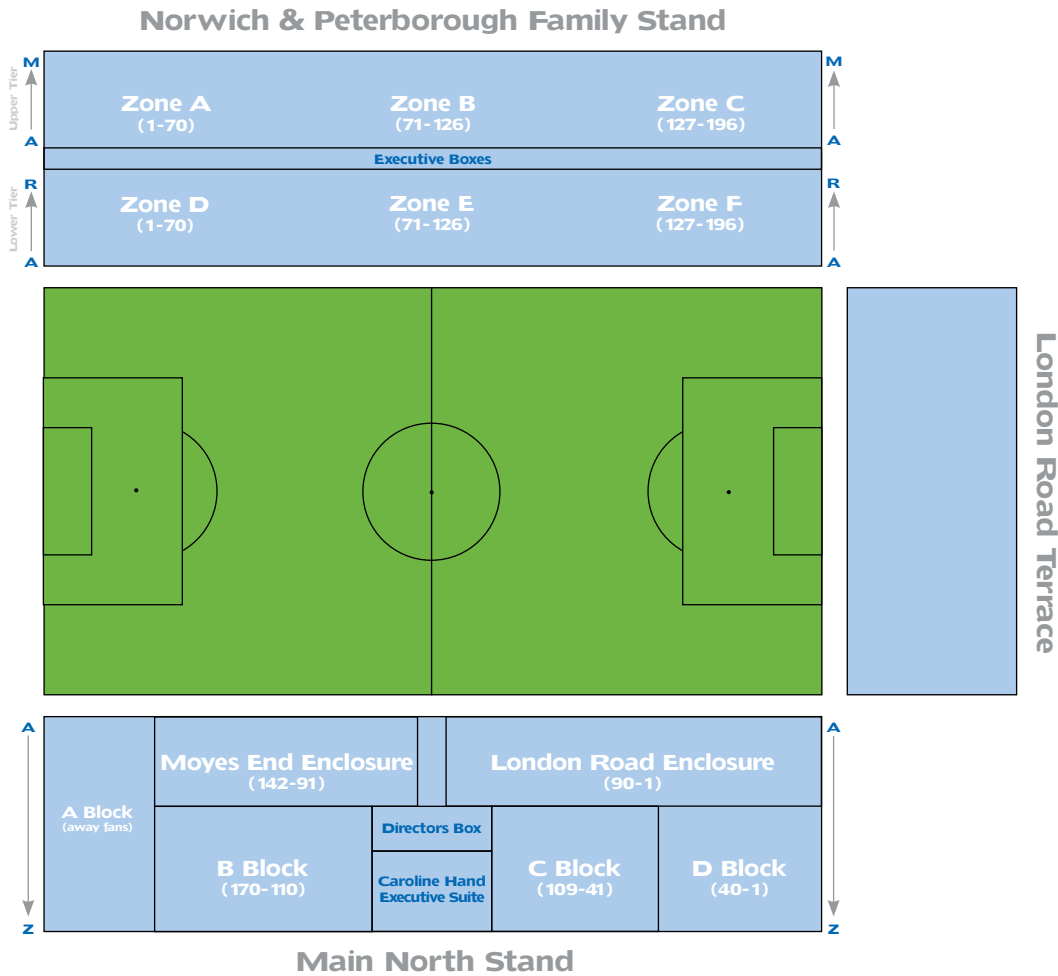 Norwich & Peterborough Family Stand
M
M
Upper Tier
Zone A
(1-70)
Zone B
(71-126)
Zone C
(127-196)
A
A
Executive Boxes
R
R
Lower Tier
Zone D
(1-70)
Zone E
(71-126)
Zone F
(127-196)
A
A
London Road Terrace
A
A
Moyes End Enclosure
(142-91)
London Road Enclosure
(90-1)
A Block
(away fans)
Directors Box
B Block
(170-110)
Caroline Hand
Executive Suite
C Block
(109-41)
D Block
(40-1)
Z
Z
Main North Stand